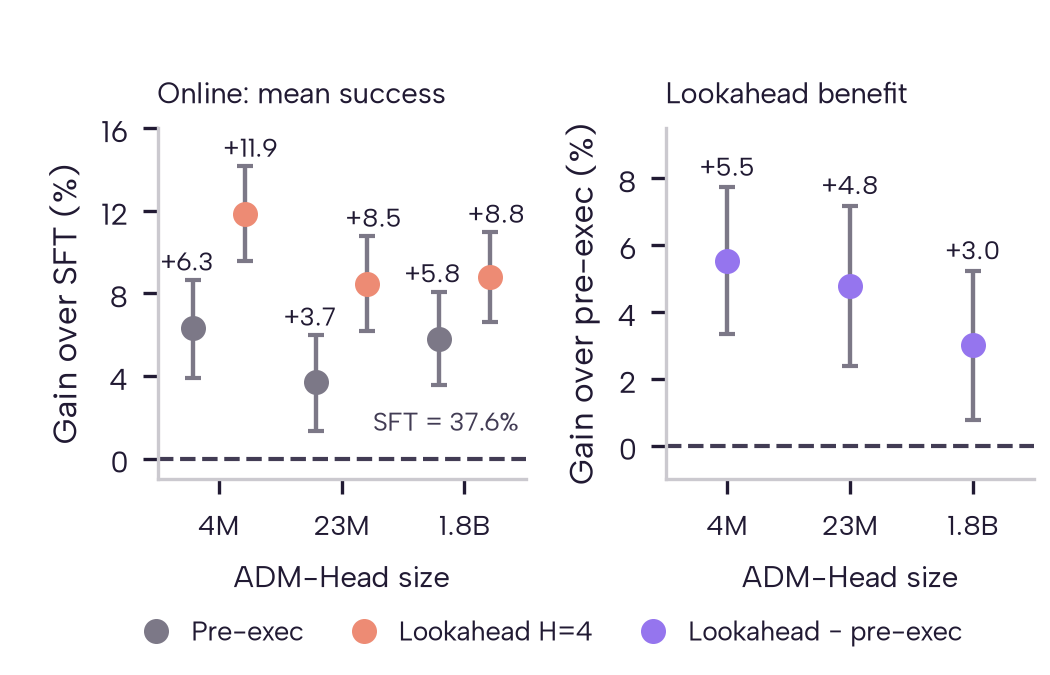 Online: mean success
Gain over SFT (%)
16
12
8
4
0
+6.3
+11.9
+3.7
+8.5
+5.8
+8.8
SFT = 37.6%
4M
23M
1.8B
ADM-Head size
Lookahead benefit
Gain over pre-exec (%)
8
6
4
2
0
+5.5
+4.8
+3.0
4M
23M
1.8B
ADM-Head size
Pre-exec
Lookahead H=4
Lookahead - pre-exec